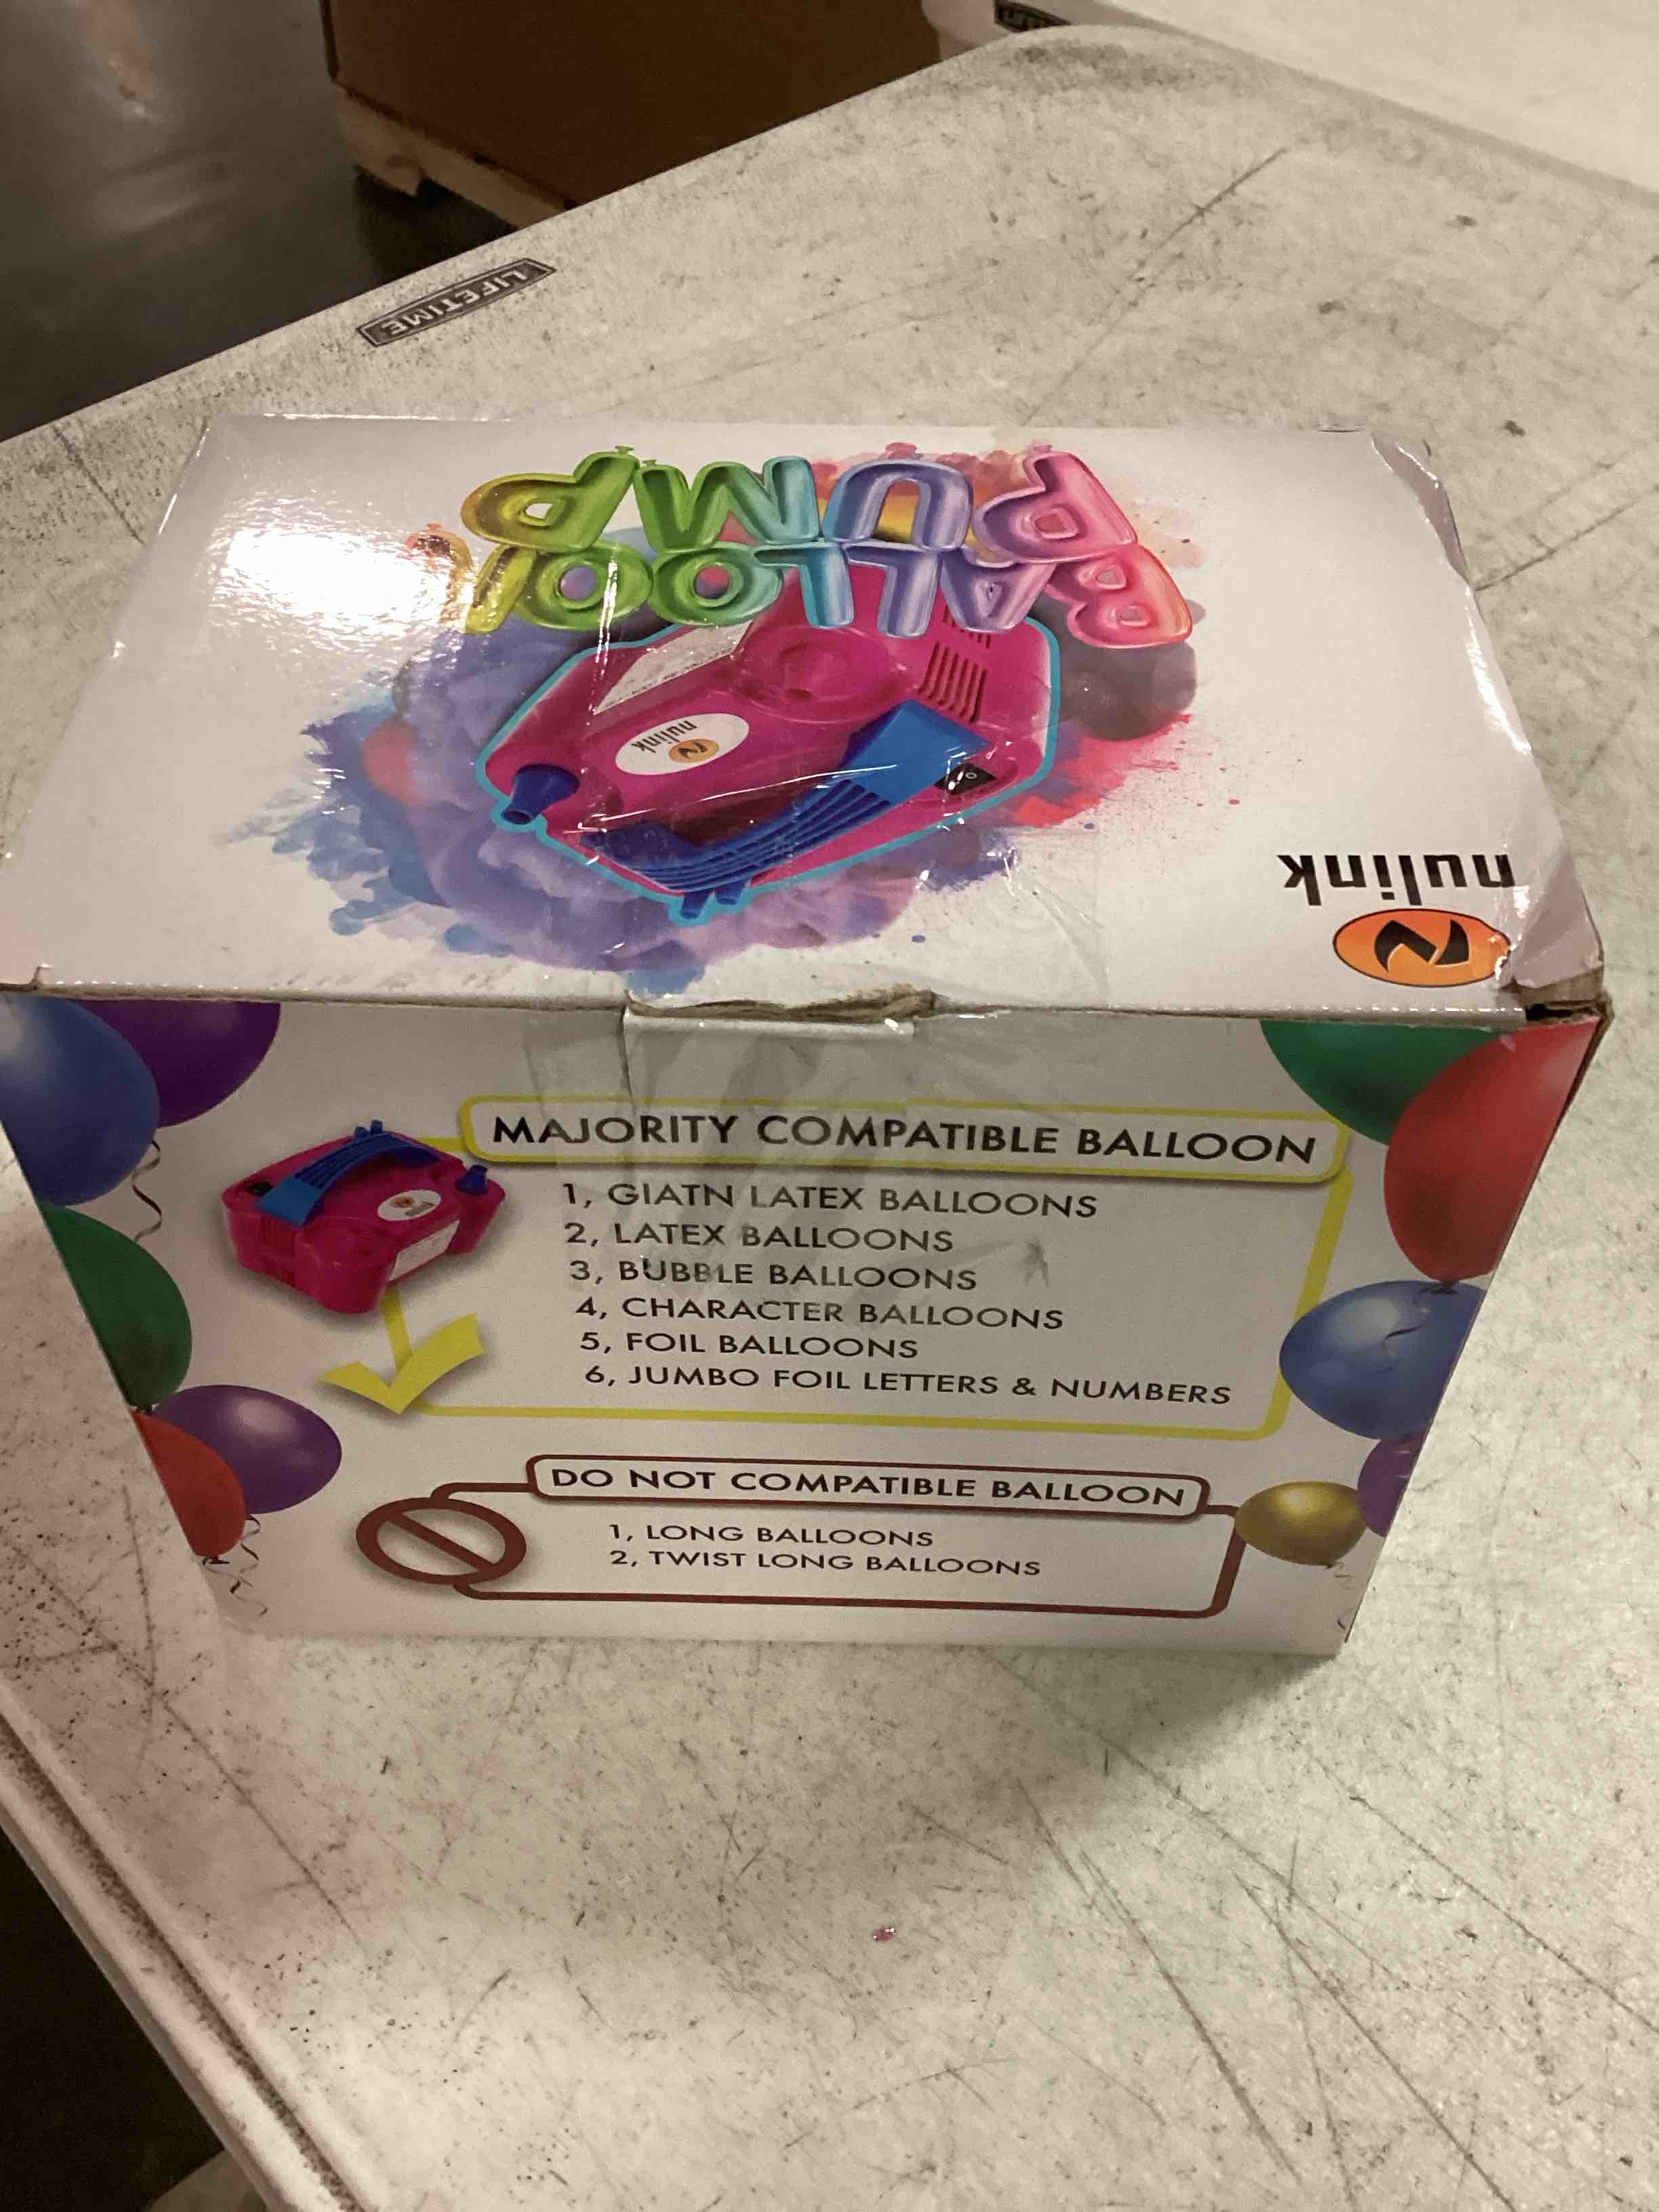 LIFETIME
BALLOON
PUMP
nulink
nulink
MAJORITY COMPATIBLE BALLOON
1, GIATN LATEX BALLOONS
2, LATEX BALLOONS
3, BUBBLE BALLOONS
4, CHARACTER BALLOONS
5, FOIL BALLOONS
6, JUMBO FOIL LETTERS & NUMBERS
DO NOT COMPATIBLE BALLOON
1, LONG BALLOONS
2, TWIST LONG BALLOONS